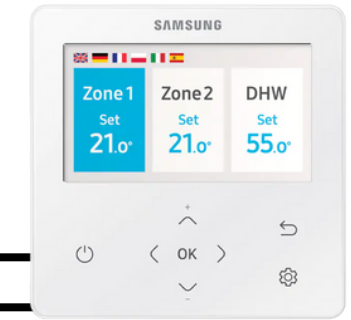 SAMSUNG
Zone 1 Zone 2 DHW
Set Set Set
21.0° 21.0° 55.0°
+
OK
-